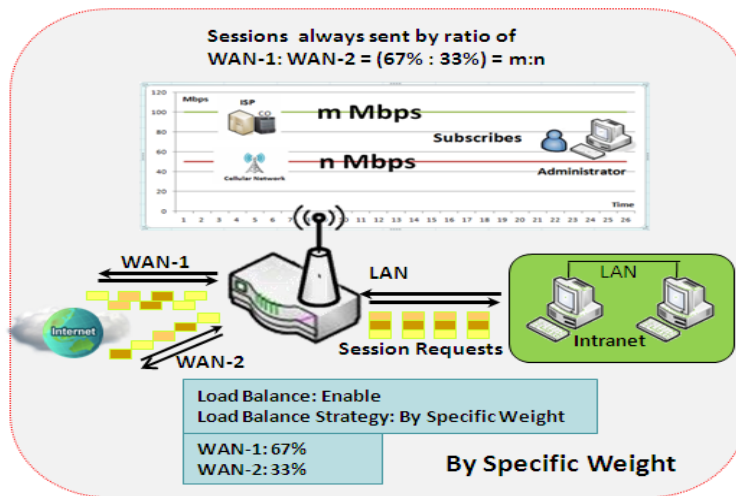 Sessions always sent by ratio of
WAN-1: WAN-2 = (67% : 33%) = m:n
120
Mbps
ISP
CO
100
m Mbps
80
Subscribes
60
n Mbps
40
Cellular Network
Administrator
20
Time
0
1 2 3 4 5 6 7 8 9 10 11 12 13 14 15 16 17 18 19 20 21 22 23 24 25 26
WAN-1
LAN
LAN
Internet
Intranet
Session Requests
WAN-2
Load Balance: Enable
Load Balance Strategy: By Specific Weight
WAN-1: 67%
WAN-2: 33%
By Specific Weight